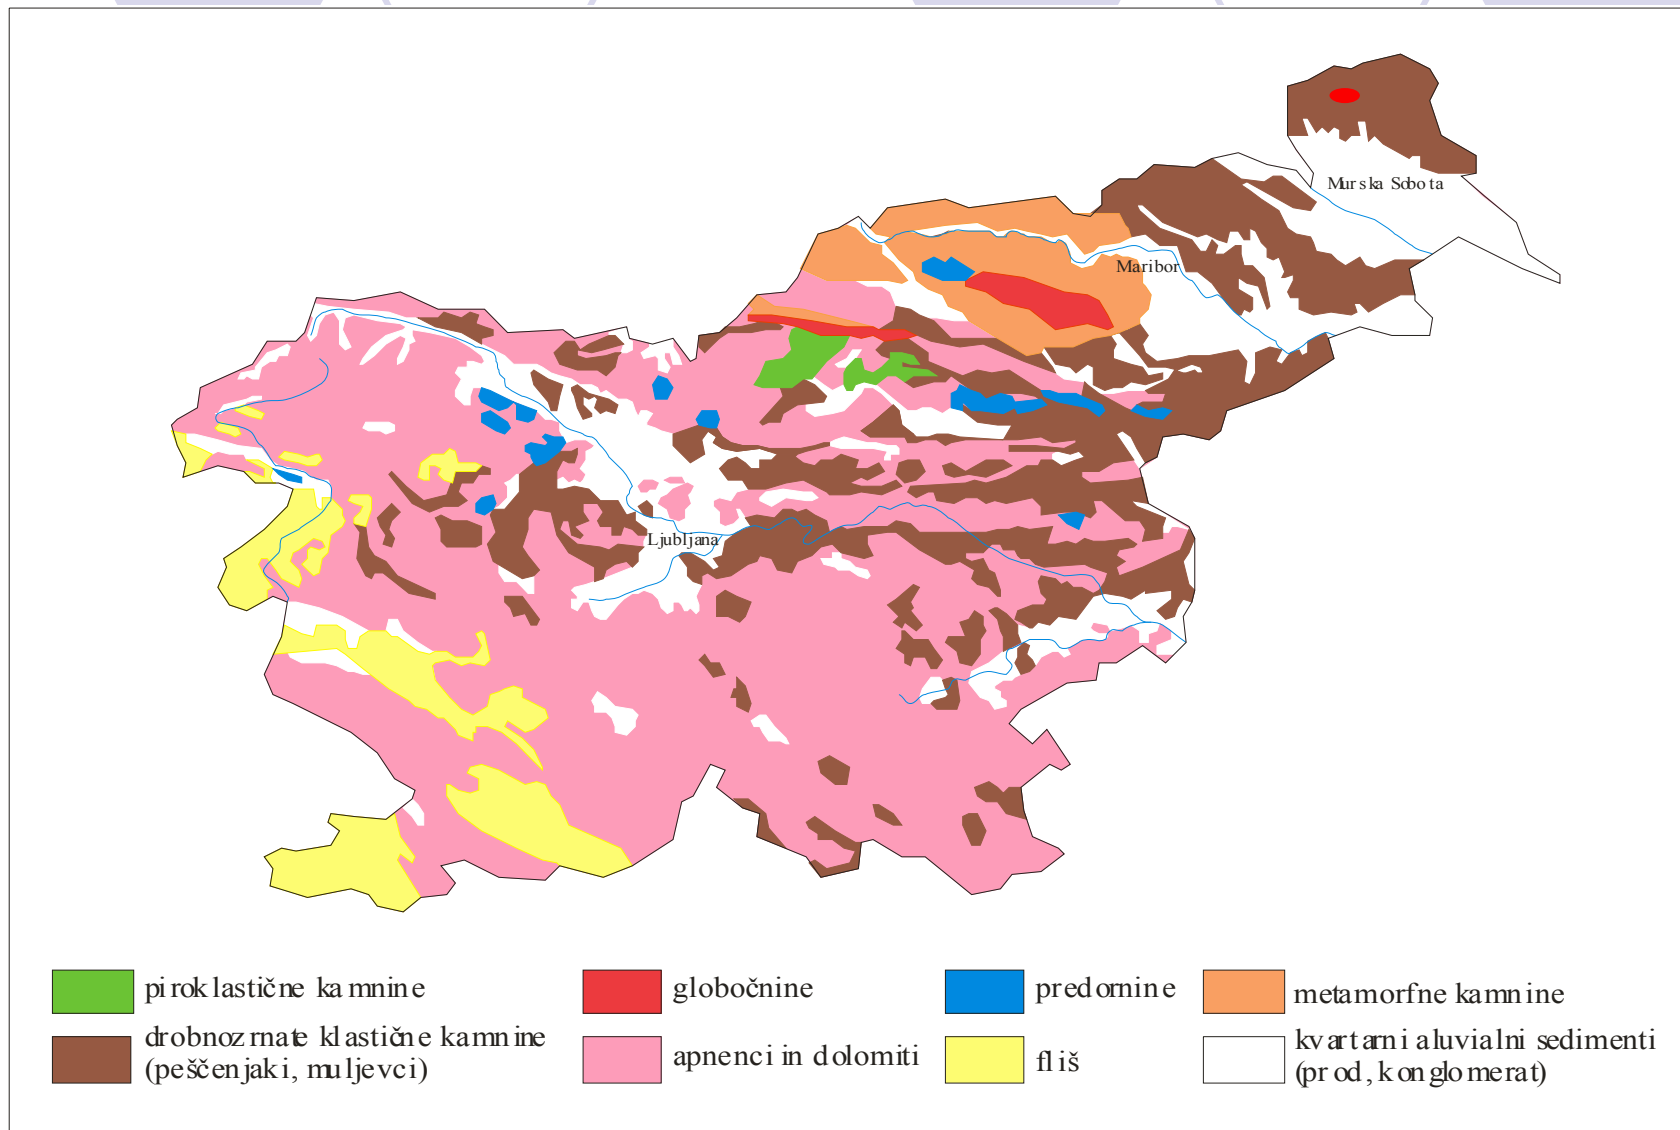 Murska Sobota
Maribor
Ljubljana
piroklastične kamnine
globočnine
predornine
metamorfne kamnine
drobnozrnate klastične kamnine
(peščenjaki, muljevci)
apnenci in dolomiti
fliš
kvartarni aluvialni sedimenti
(prod, konglomerat)